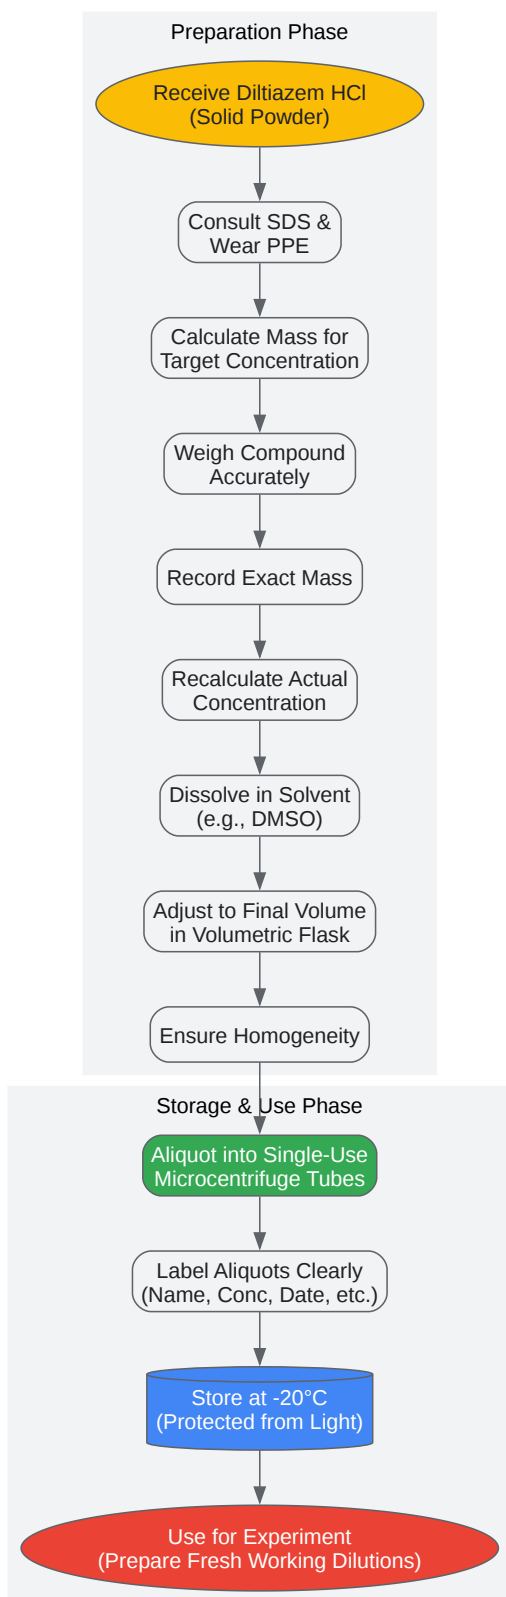 Preparation Phase
Receive Diltiazem HCl
(Solid Powder)
Consult SDS &
Wear PPE
Calculate Mass for
Target Concentration
Weigh Compound
Accurately
Record Exact Mass
Recalculate Actual
Concentration
Dissolve in Solvent
(e.g., DMSO)
Adjust to Final Volume
in Volumetric Flask
Ensure Homogeneity
Storage & Use Phase
Aliquot into Single-Use
Microcentrifuge Tubes
Label Aliquots Clearly
(Name, Conc, Date, etc.)
Store at -20°C
(Protected from Light)
Use for Experiment
(Prepare Fresh Working Dilutions)